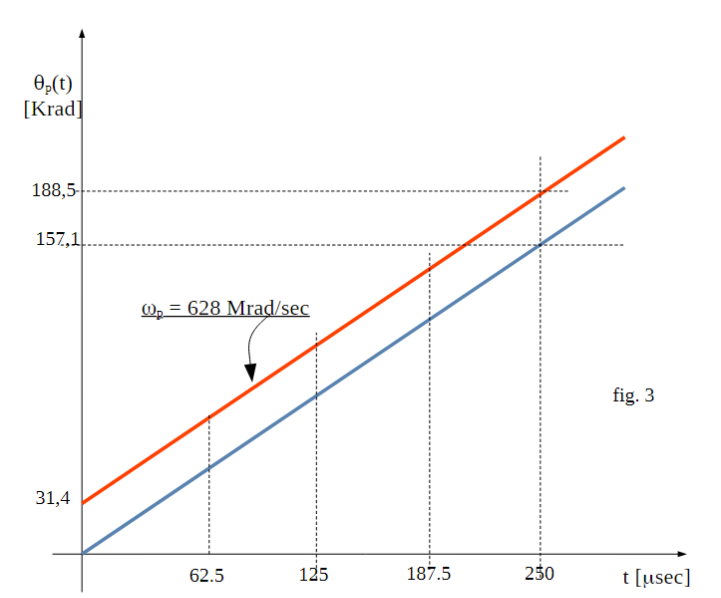 θp(t)
[Krad]
188,5
157,1
ωp = 628 Mrad/sec
fig. 3
31,4
62.5 125 187.5 250 t [μsec]